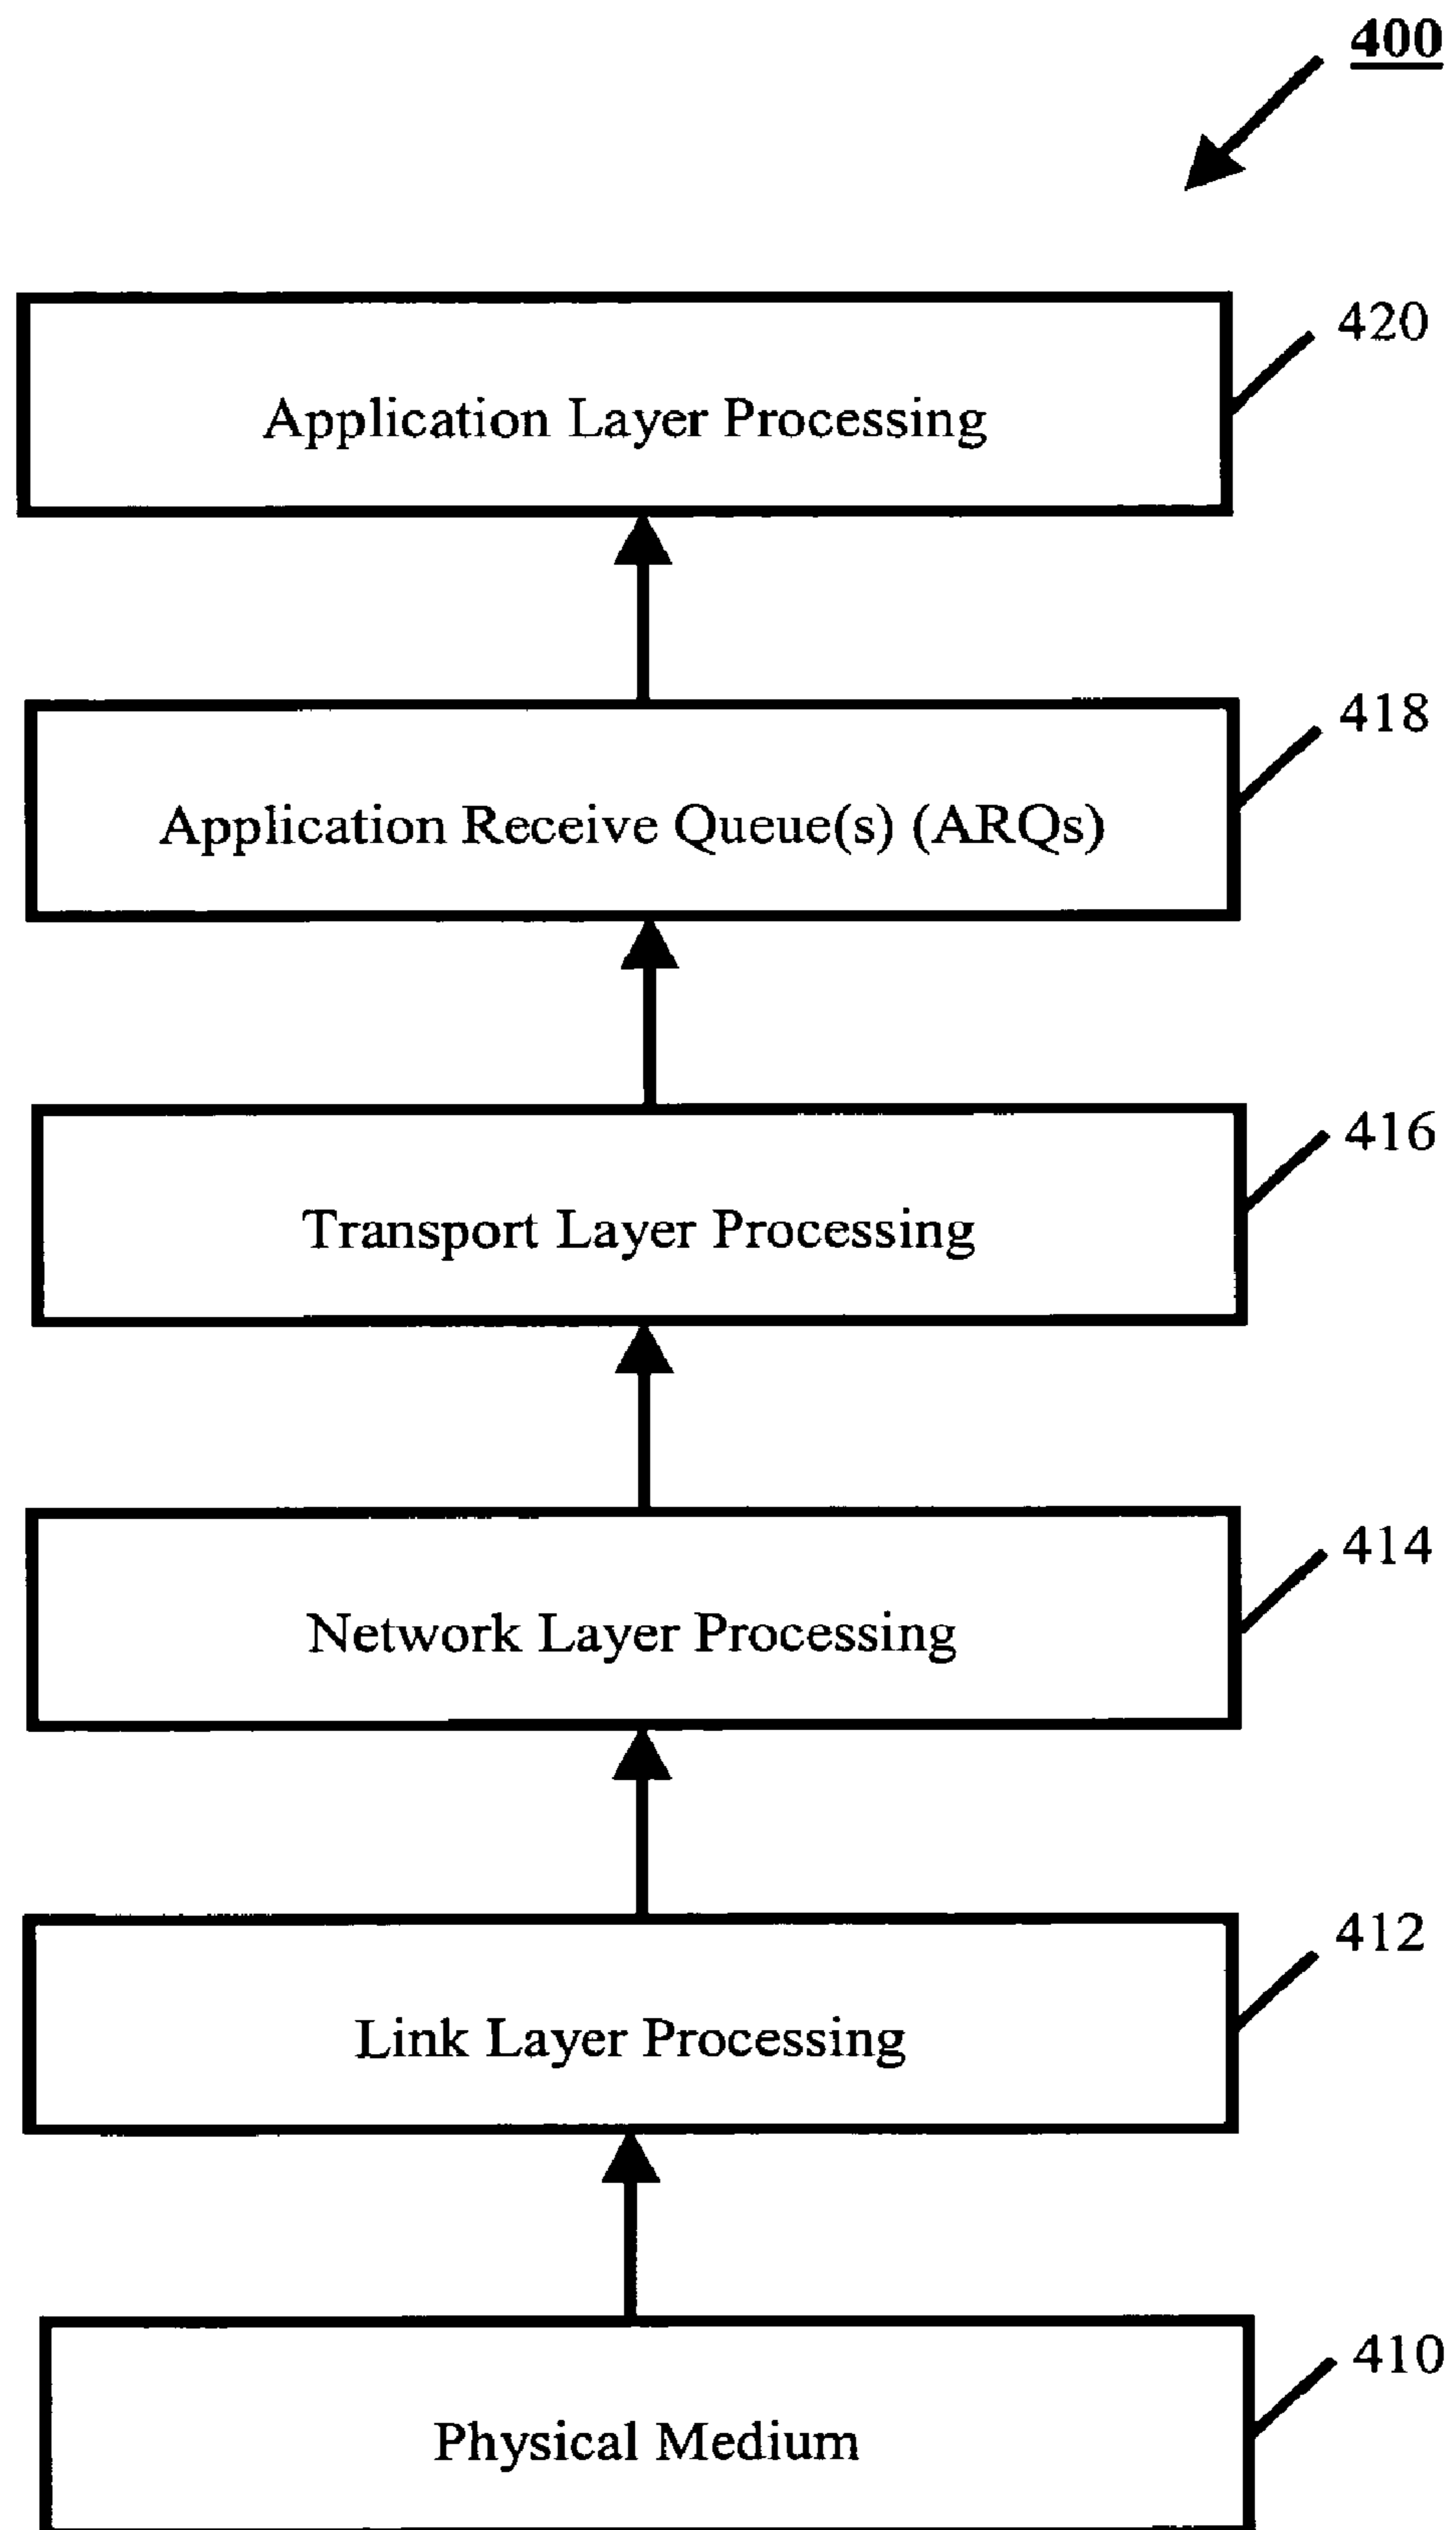 400
420
Application Layer Processing
418
Application Receive Queue(s) (ARQs)
416
Transport Layer Processing
414
Network Layer Processing
412
Link Layer Processing
410
Physical Medium